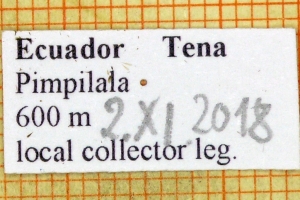 Ecuador Tena
Pimpilala
600 m 2.XI.2018
local collector leg.